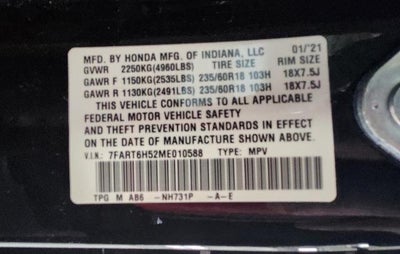 MFD. BY HONDA MFG. OF INDIANA, LLC 01/'21
GVWR 2250KG(4960LBS) TIRE SIZE RIM SIZE
GAWR F 1150KG(2535LBS) 235/60R18 103H 18X7.5J
GAWR R 1130KG(2491LBS) 235/60R18 103H 18X7.5J
THIS VEHICLE CONFORMS TO ALL APPLICABLE
FEDERAL MOTOR VEHICLE SAFETY
AND THEFT PREVENTION STANDARDS IN EFFECT
ON THE DATE OF MANUFACTURE SHOWN ABOVE.
V.I.N.: 7FART6H52ME010588 TYPE: MPV
TPG M AB6 -NH731P -A-E